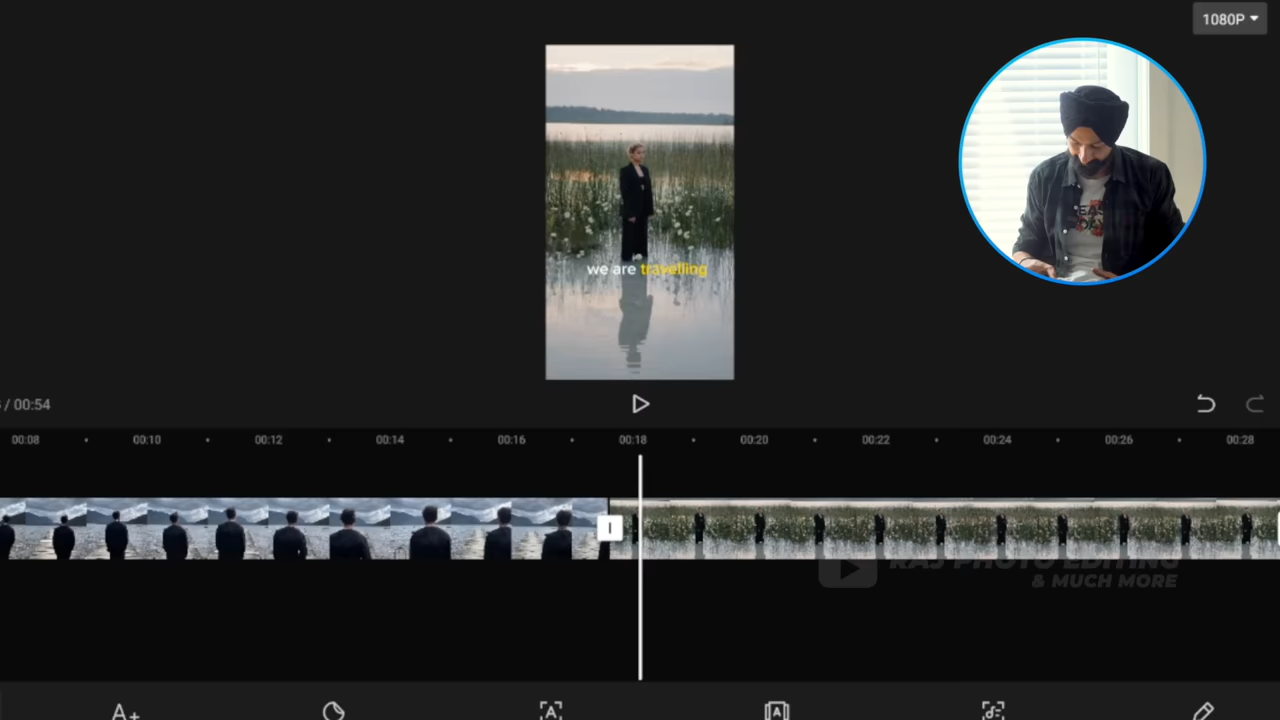 1080P
we are travelling
/ 00:54
00:08 00:10 00:12 00:14 00:16 00:18 00:20 00:22 00:24 00:26 00:28
RAJ PHOTO EDITING
& MUCH MORE
A+
A
A